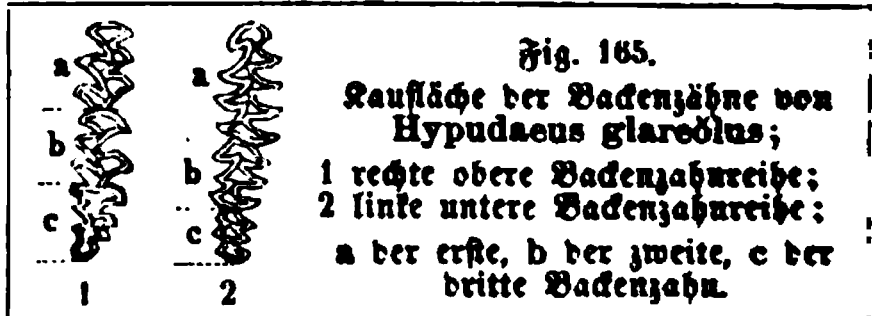 a
b
c
1
a
b
c
2
Fig. 165.
Kaufläche der Backenzähne von
Hypudaeus glareŏlus;
1 rechte obere Backenzahnreihe;
2 linke untere Backenzahnreihe;
a der erste, b der zweite, c der
dritte Backenzahn.